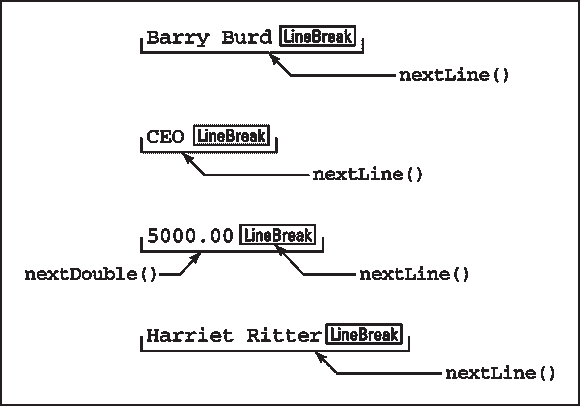 Barry Burd LineBreak
nextLine()
CEO LineBreak
nextLine()
5000.00 LineBreak
nextDouble() nextLine()
Harriet Ritter LineBreak
nextLine()